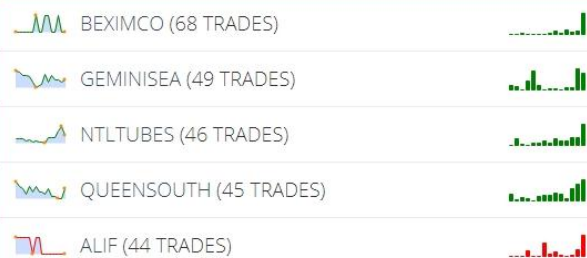 BEXIMCO (68 TRADES)
GEMINISEA (49 TRADES)
NTLTUBES (46 TRADES)
QUEENSOUTH (45 TRADES)
ALIF (44 TRADES)